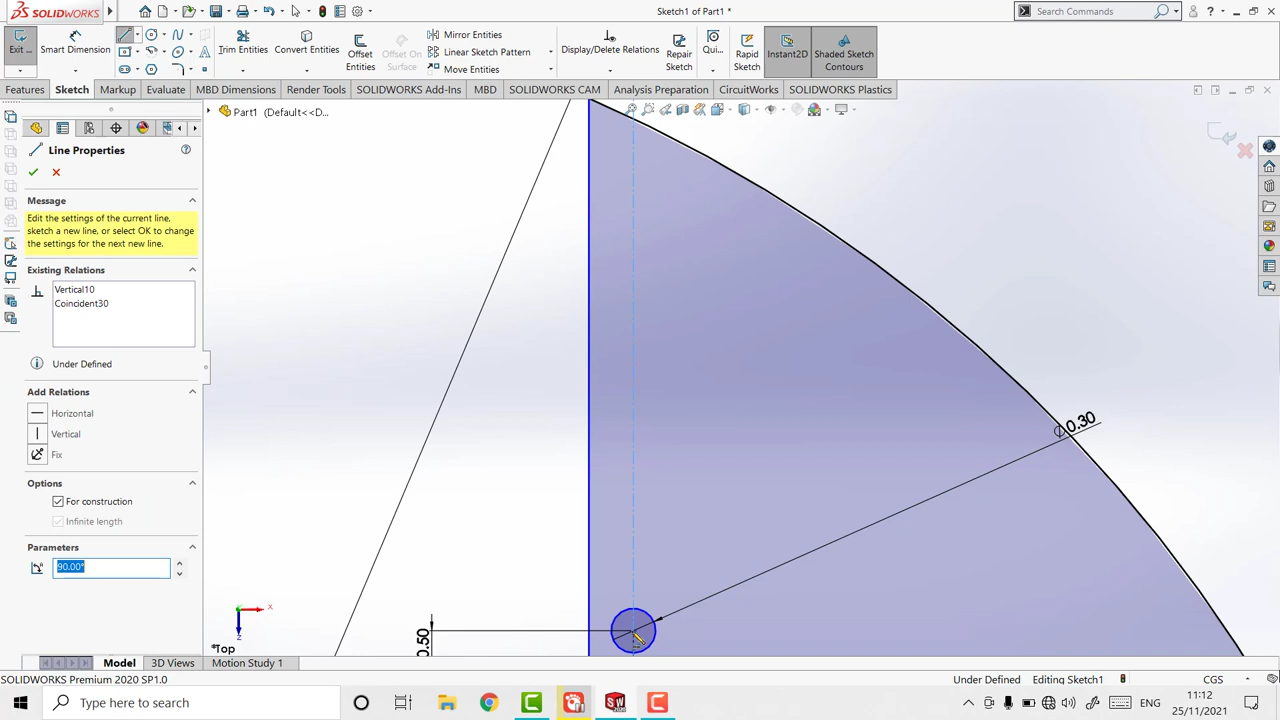 SOLIDWORKS
Sketch1 of Part1 *
Search Commands
Exit ...
Smart Dimension
Trim Entities
Convert Entities
Offset Entities
Offset On Surface
Mirror Entities
Linear Sketch Pattern
Move Entities
Display/Delete Relations
Repair Sketch
Qui...
Rapid Sketch
Instant2D
Shaded Sketch Contours
Features
Sketch
Markup
Evaluate
MBD Dimensions
Render Tools
SOLIDWORKS Add-Ins
MBD
SOLIDWORKS CAM
Analysis Preparation
CircuitWorks
SOLIDWORKS Plastics
Part1 (Default<<D...
Line Properties
Message
Edit the settings of the current line,
sketch a new line, or select OK to
change the settings for the next new line.
Existing Relations
Vertical10
Coincident30
Under Defined
Add Relations
Horizontal
Vertical
Fix
Options
For construction
Infinite length
Parameters
90.00°
∅0.30
0.50
x
z
*Top
Model
3D Views
Motion Study 1
SOLIDWORKS Premium 2020 SP1.0
Under Defined
Editing Sketch1
CGS
Type here to search
ENG
11:12
25/11/2021